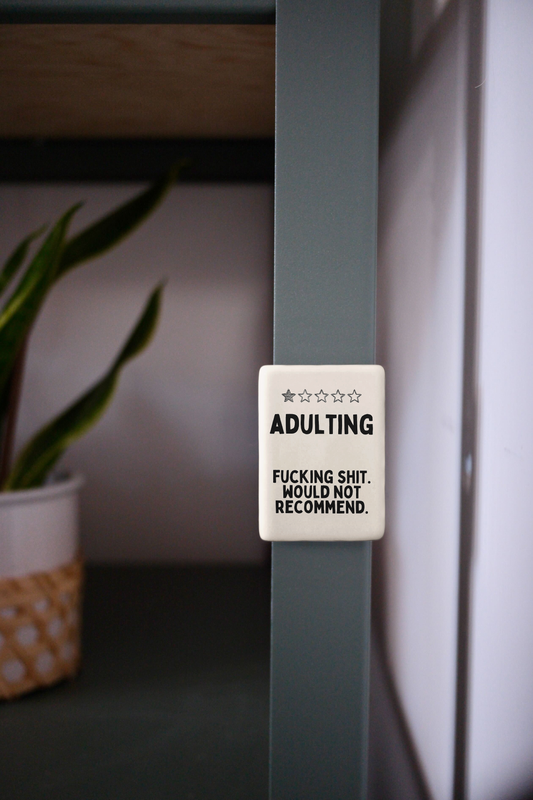 ADULTING
FUCKING SHIT.
WOULD NOT
RECOMMEND.